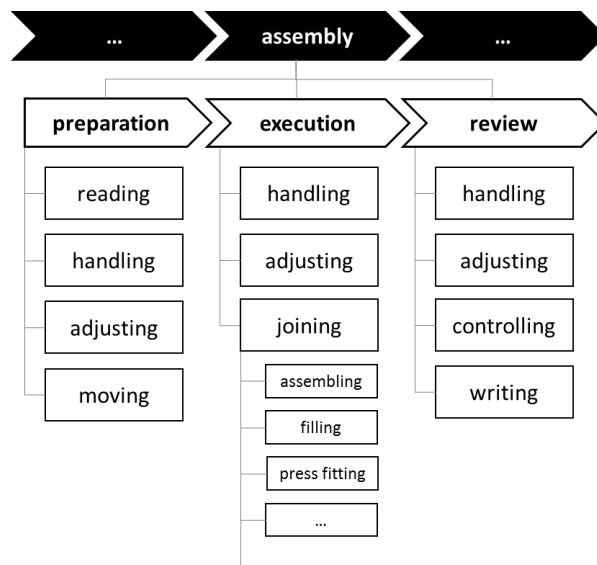 ...
assembly
...
preparation
reading
handling
adjusting
moving
execution
handling
adjusting
joining
assembling
filling
press fitting
...
review
handling
adjusting
controlling
writing